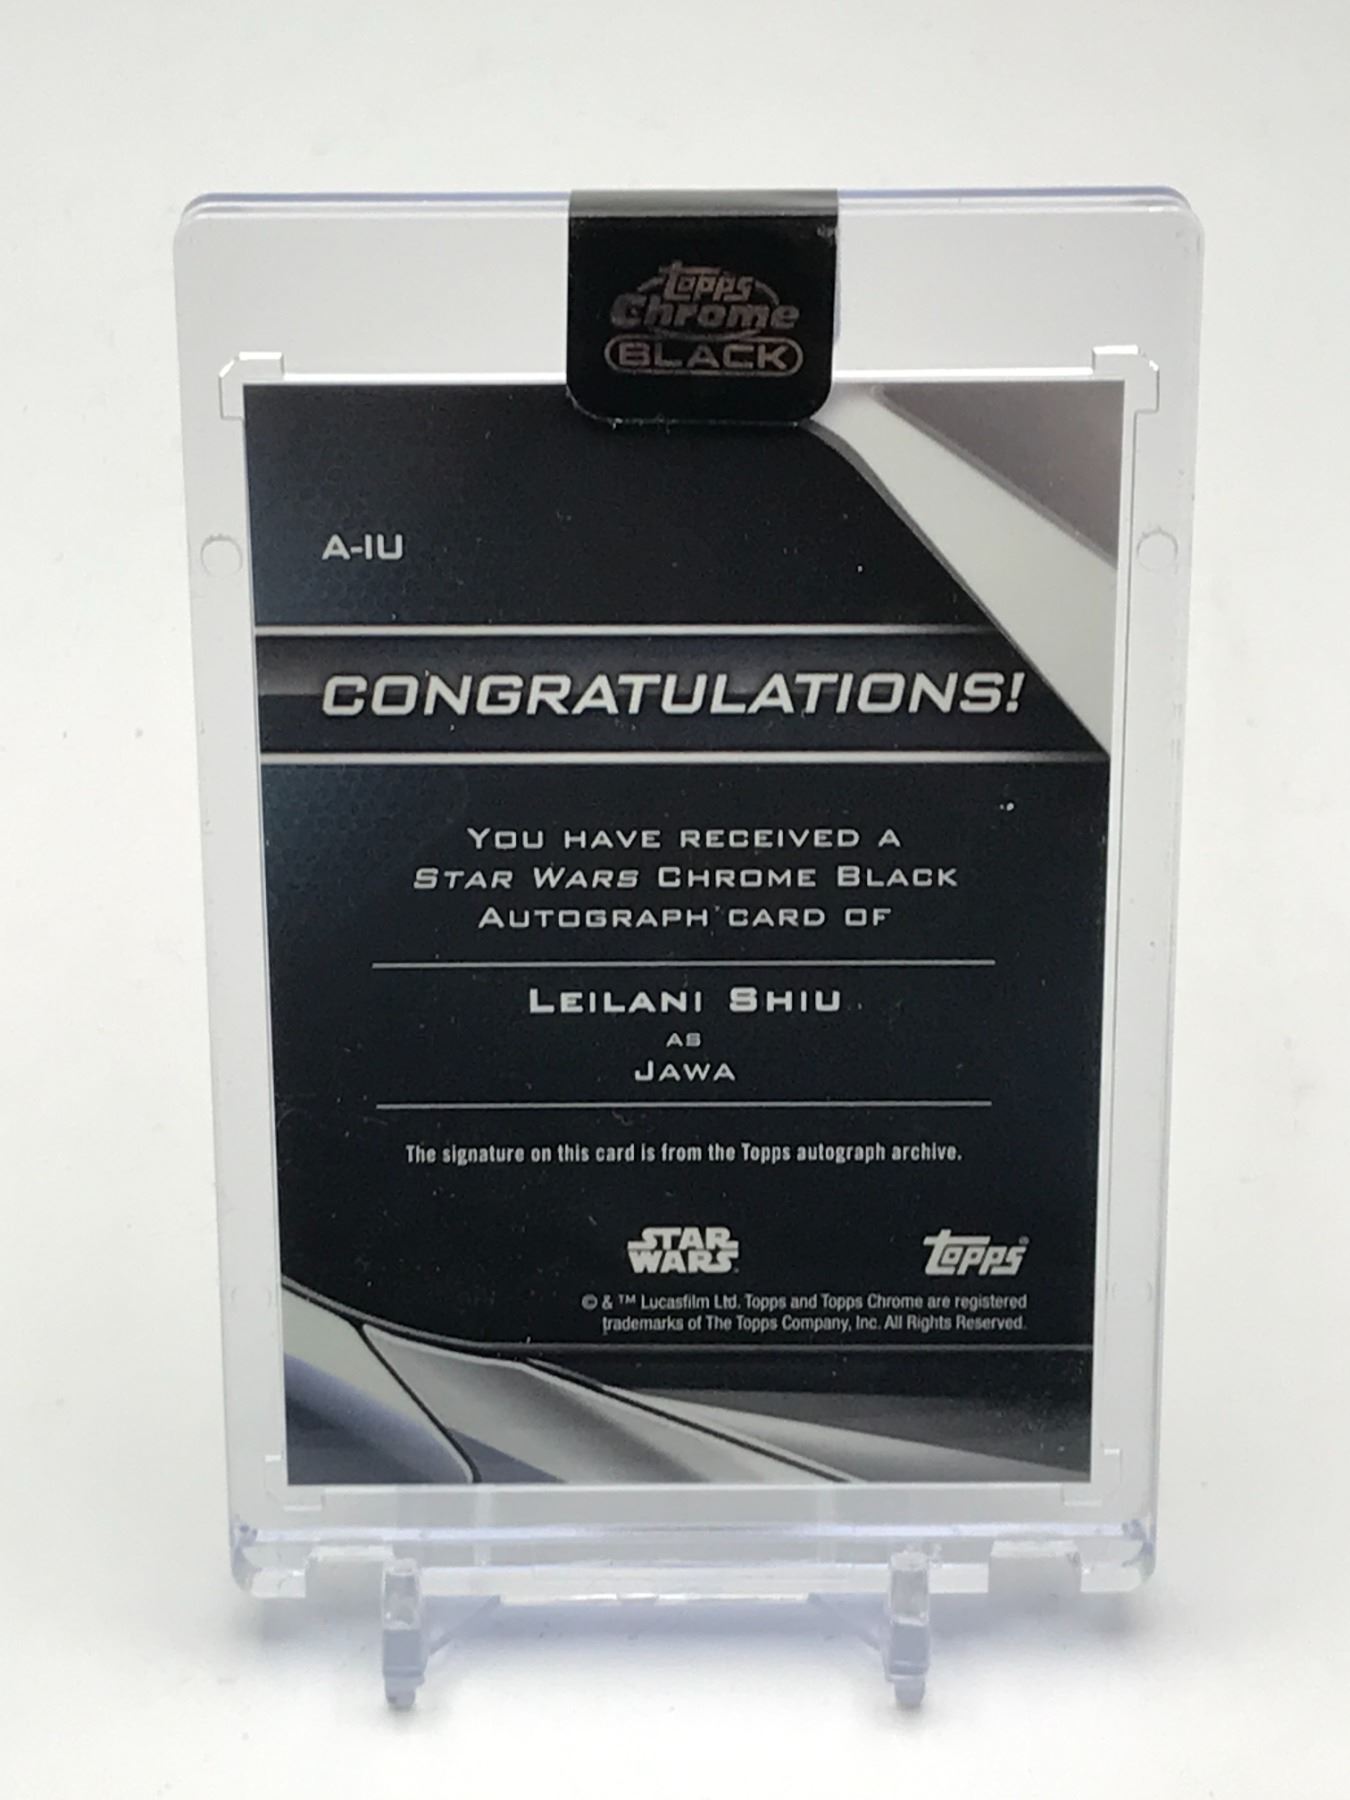 Topps
Chrome
BLACK
A-IU
CONGRATULATIONS!
YOU HAVE RECEIVED A
STAR WARS CHROME BLACK
AUTOGRAPH CARD OF
LEILANI SHIU
AS
JAWA
The signature on this card is from the Topps autograph archive.
STAR
WARS
Topps®
© & ™ Lucasfilm Ltd. Topps and Topps Chrome are registered
trademarks of The Topps Company, Inc. All Rights Reserved.